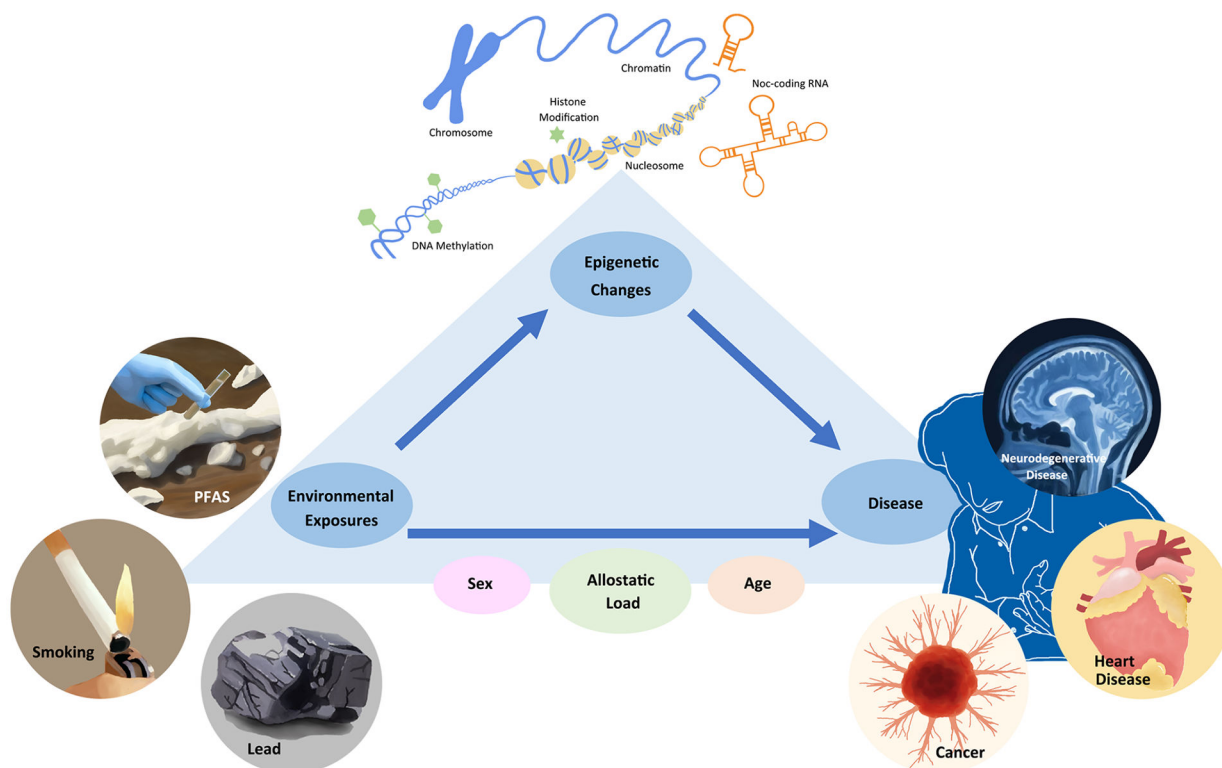 Chromatin
Noc-coding RNA
Histone
Modification
Chromosome
Nucleosome
DNA Methylation
Epigenetic
Changes
Neurodegenerative
Disease
PFAS
Environmental
Exposures
Disease
Sex
Allostatic
Load
Age
Smoking
Heart
Disease
Lead
Cancer